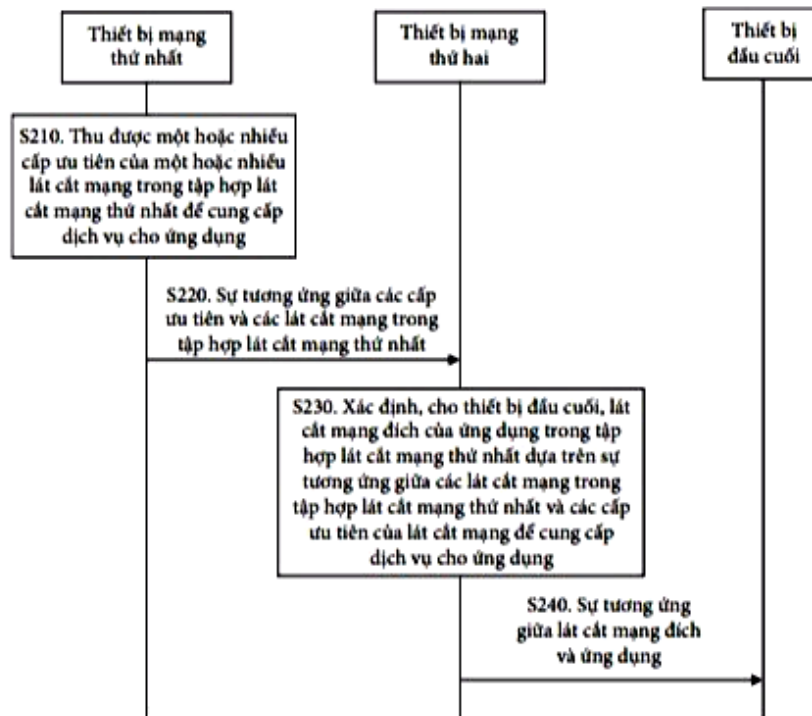 Thiết bị mạng
thứ nhất
Thiết bị mạng
thứ hai
Thiết bị
đầu cuối
S210. Thu được một hoặc nhiều
cấp ưu tiên của một hoặc nhiều
lát cắt mạng trong tập hợp lát
cắt mạng thứ nhất để cung cấp
dịch vụ cho ứng dụng
S220. Sự tương ứng giữa các cấp
ưu tiên và các lát cắt mạng trong
tập hợp lát cắt mạng thứ nhất
S230. Xác định, cho thiết bị đầu cuối, lát
cắt mạng đích của ứng dụng trong tập
hợp lát cắt mạng thứ nhất dựa trên sự
tương ứng giữa các lát cắt mạng trong
tập hợp lát cắt mạng thứ nhất và các cấp
ưu tiên của lát cắt mạng để cung cấp
dịch vụ cho ứng dụng
S240. Sự tương ứng
giữa lát cắt mạng đích
và ứng dụng